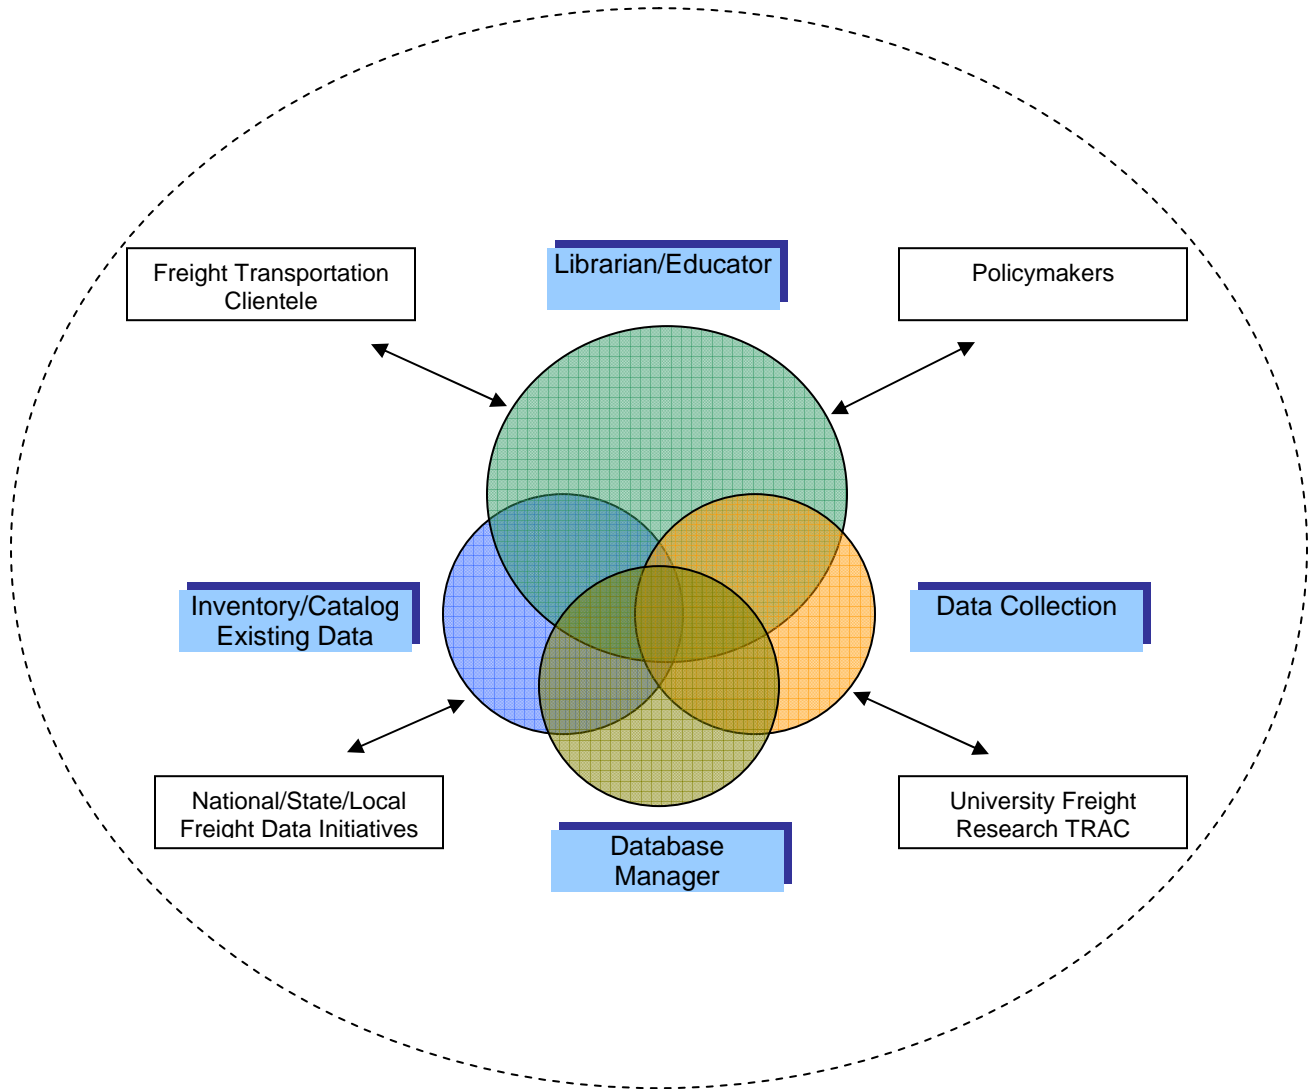 Freight Transportation
Clientele
Librarian/Educator
Policymakers
Inventory/Catalog
Existing Data
Data Collection
National/State/Local
Freight Data Initiatives
Database
Manager
University Freight
Research TRAC